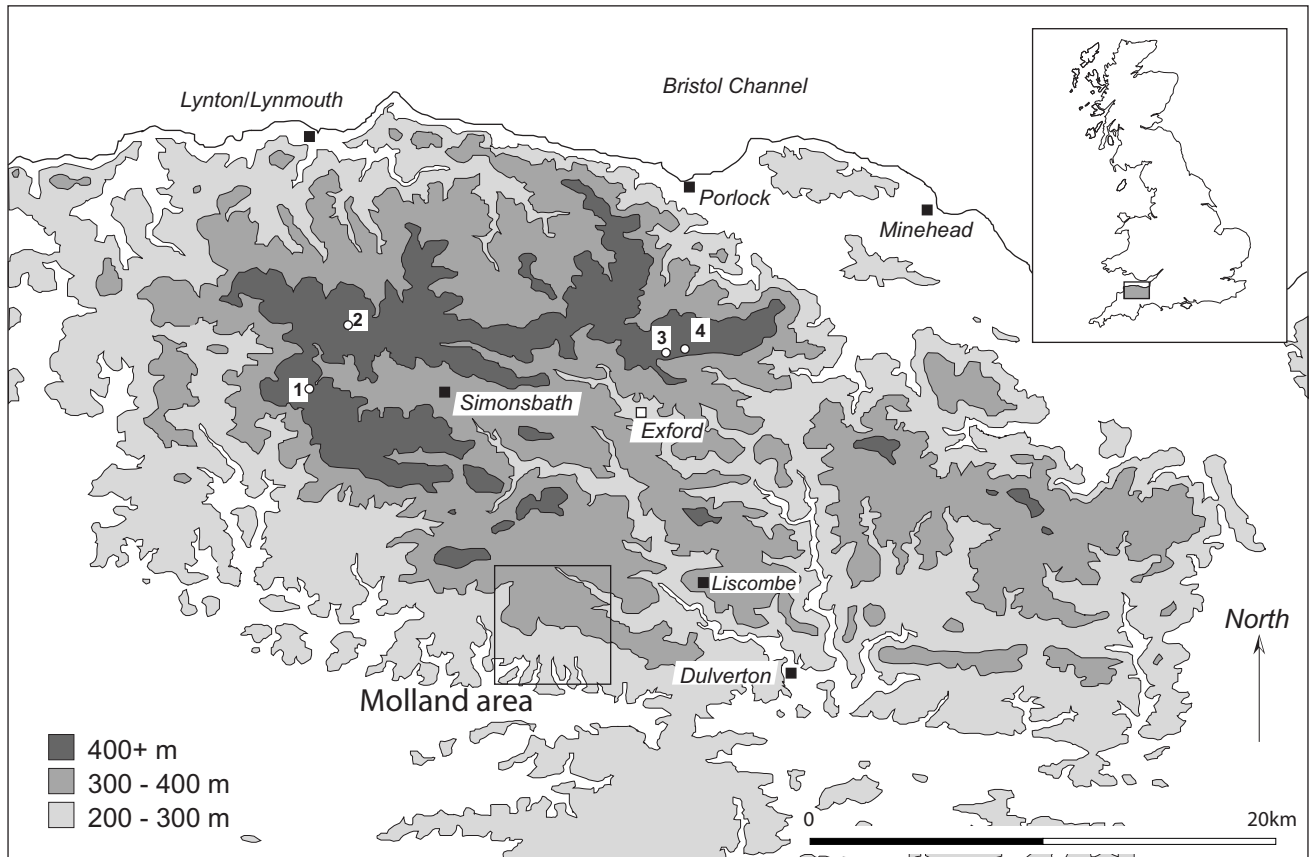 Lynton/Lynmouth
Bristol Channel
Porlock
Minehead
2
3
4
1
Simonsbath
Exford
Liscombe
North
Dulverton
Molland area
400+ m
300 - 400 m
200 - 300 m
0
20km